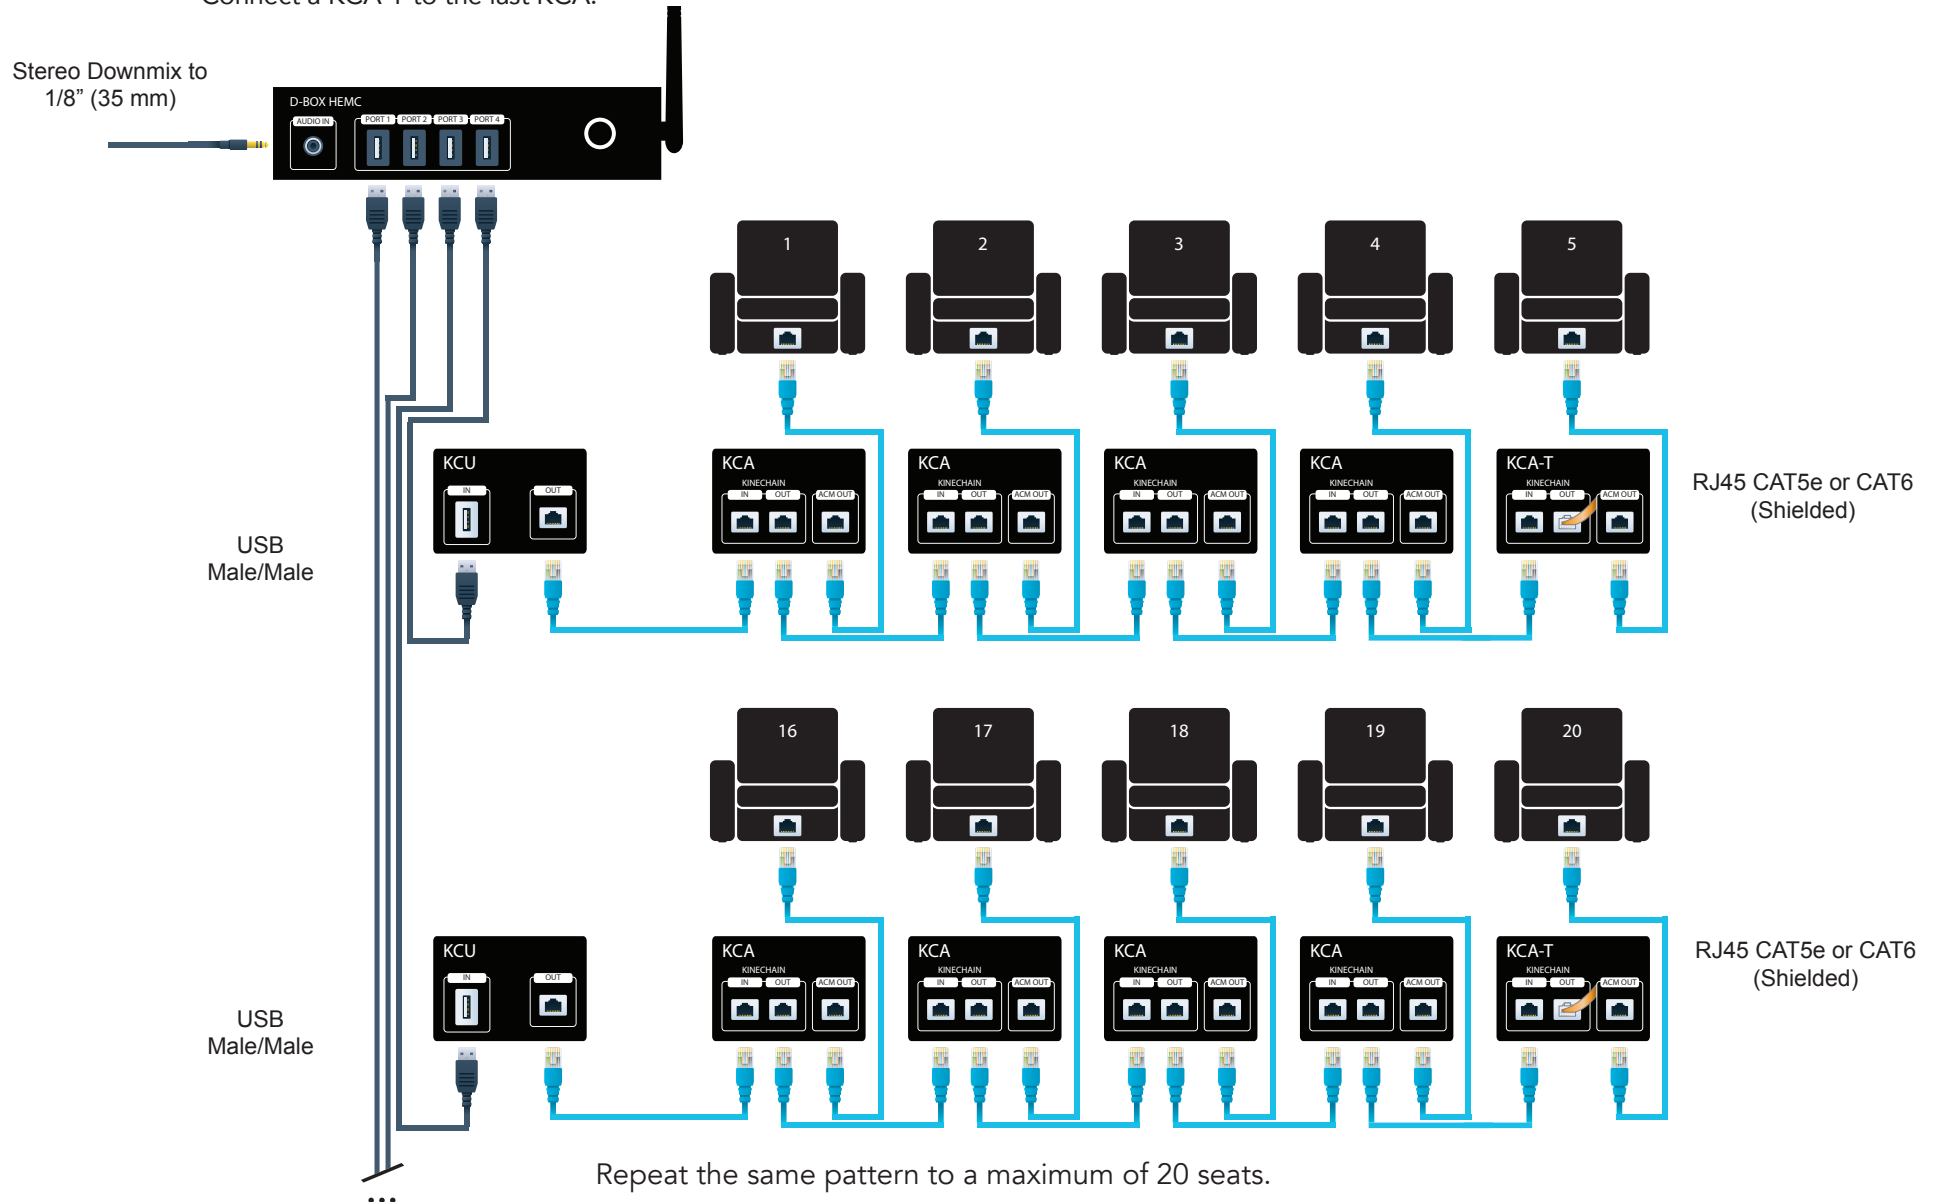 Connect a KCA-T to the last KCA.
Stereo Downmix to
1/8” (35 mm)
D-BOX HEMC
AUDIO IN
PORT 1 PORT 2 PORT 3 PORT 4
1 2 3 4 5
KCU
IN OUT
KCA
KINECHAIN
IN OUT ACM OUT
KCA
KINECHAIN
IN OUT ACM OUT
KCA
KINECHAIN
IN OUT ACM OUT
KCA
KINECHAIN
IN OUT ACM OUT
KCA-T
KINECHAIN
IN OUT ACM OUT
RJ45 CAT5e or CAT6
(Shielded)
USB
Male/Male
16 17 18 19 20
KCU
IN OUT
KCA
KINECHAIN
IN OUT ACM OUT
KCA
KINECHAIN
IN OUT ACM OUT
KCA
KINECHAIN
IN OUT ACM OUT
KCA
KINECHAIN
IN OUT ACM OUT
KCA-T
KINECHAIN
IN OUT ACM OUT
RJ45 CAT5e or CAT6
(Shielded)
USB
Male/Male
Repeat the same pattern to a maximum of 20 seats.
...